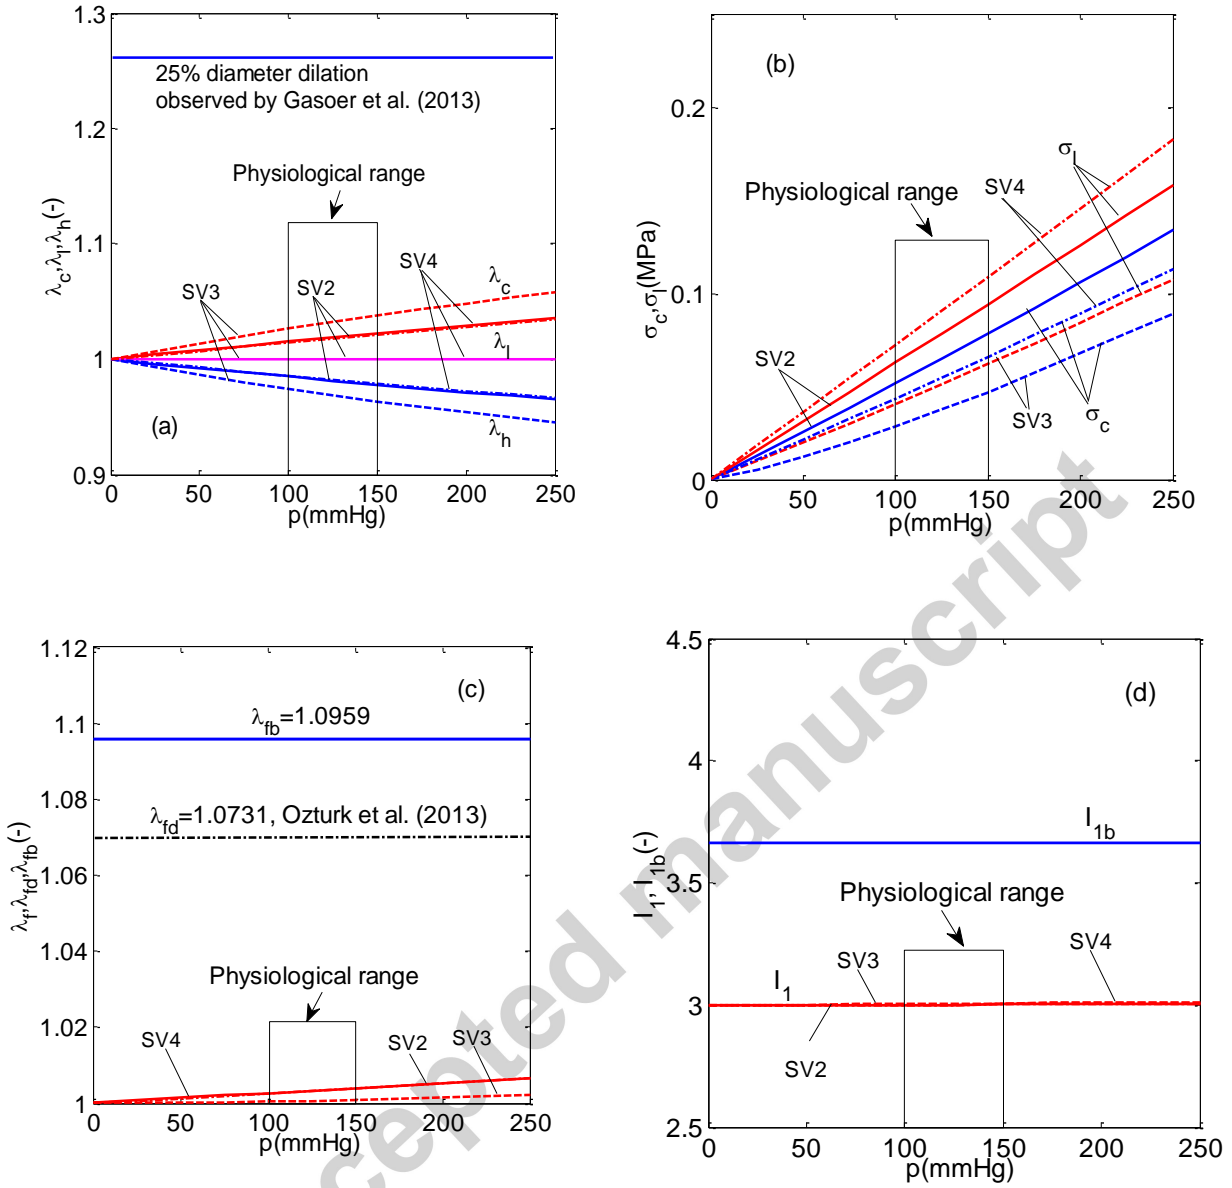 1.3
25% diameter dilation
observed by Gasoer et al. (2013)
1.2
Physiological range
1.1
SV3
SV2
SV4
λc
1
λl
λh
(a)
0.9
0 50 100 150 200 250
p(mmHg)
λc,λl,λh(-)
(b)
0.2
σl
SV4
Physiological range
0.1
SV2
SV3
σc
0
0 50 100 150 200 250
p(mmHg)
σc,σl(MPa)
1.12
(c)
λfb=1.0959
1.1
1.08
λfd=1.0731, Ozturk et al. (2013)
1.06
1.04
Physiological range
1.02
SV4
SV2
SV3
1
0 50 100 150 200 250
p(mmHg)
λf,λfd,λfb(-)
4.5
(d)
4
I1b
3.5
Physiological range
SV3
SV4
I1
3
SV2
2.5
0 50 100 150 200 250
p(mmHg)
I1, I1b(-)
cepted manuscript